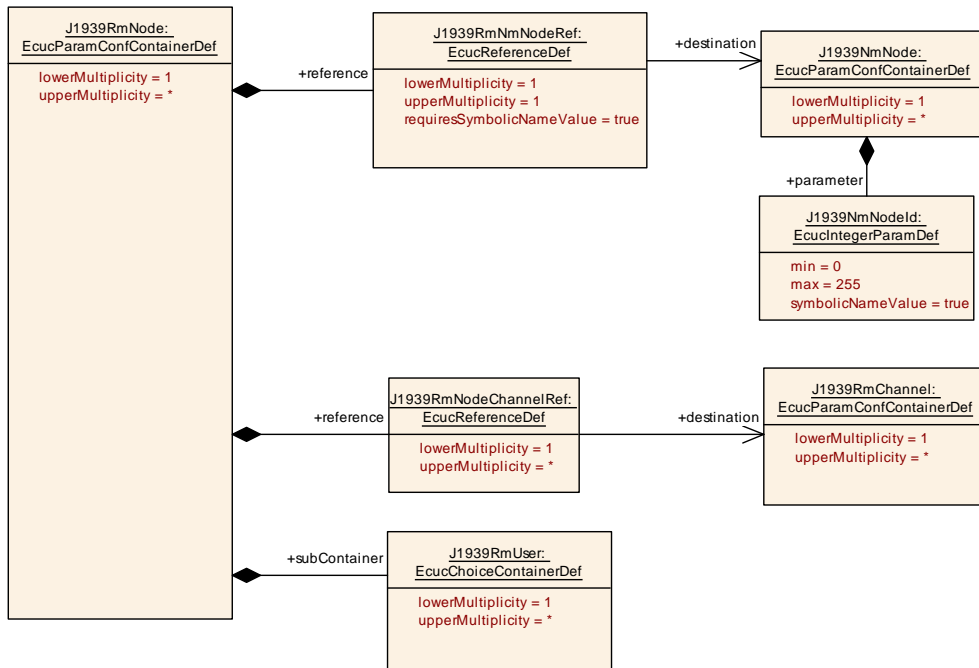 J1939RmNode:
EcucParamConfContainerDef
lowerMultiplicity = 1
upperMultiplicity = *
+reference
J1939RmNmNodeRef:
EcucReferenceDef
lowerMultiplicity = 1
upperMultiplicity = 1
requiresSymbolicNameValue = true
+destination
J1939NmNode:
EcucParamConfContainerDef
lowerMultiplicity = 1
upperMultiplicity = *
+parameter
J1939NmNodeId:
EcucIntegerParamDef
min = 0
max = 255
symbolicNameValue = true
+reference
J1939RmNodeChannelRef:
EcucReferenceDef
lowerMultiplicity = 1
upperMultiplicity = *
+destination
J1939RmChannel:
EcucParamConfContainerDef
lowerMultiplicity = 1
upperMultiplicity = *
+subContainer
J1939RmUser:
EcucChoiceContainerDef
lowerMultiplicity = 1
upperMultiplicity = *